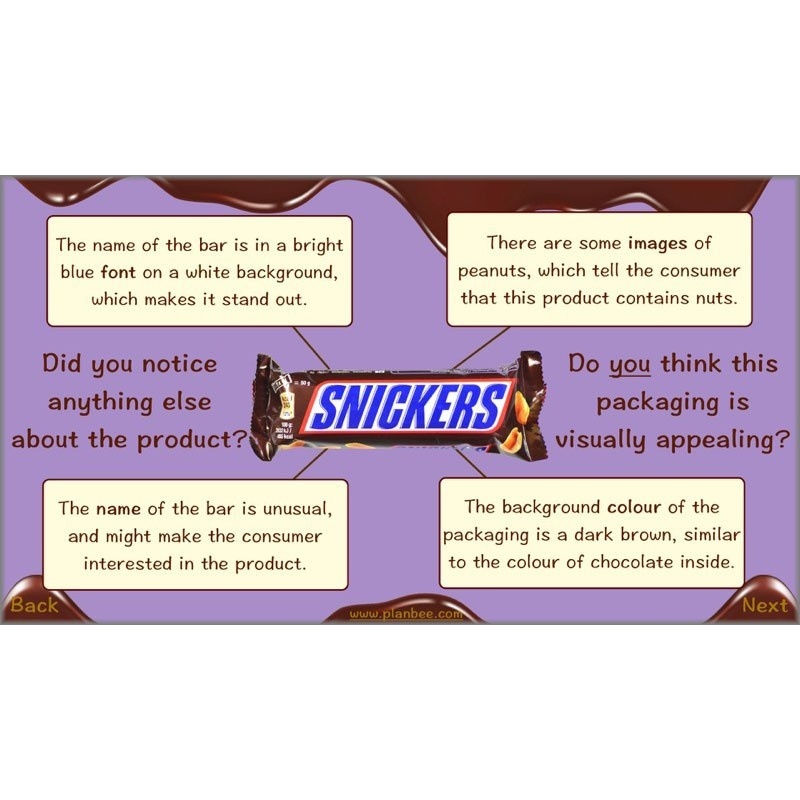 The name of the bar is in a bright
blue font on a white background,
which makes it stand out.
There are some images of
peanuts, which tell the consumer
that this product contains nuts.
Did you notice
anything else
about the product?
SNICKERS
= 50 g
Do you think this
packaging is
visually appealing?
The name of the bar is unusual,
and might make the consumer
interested in the product.
The background colour of the
packaging is a dark brown, similar
to the colour of chocolate inside.
Back
www.planbee.com
Next